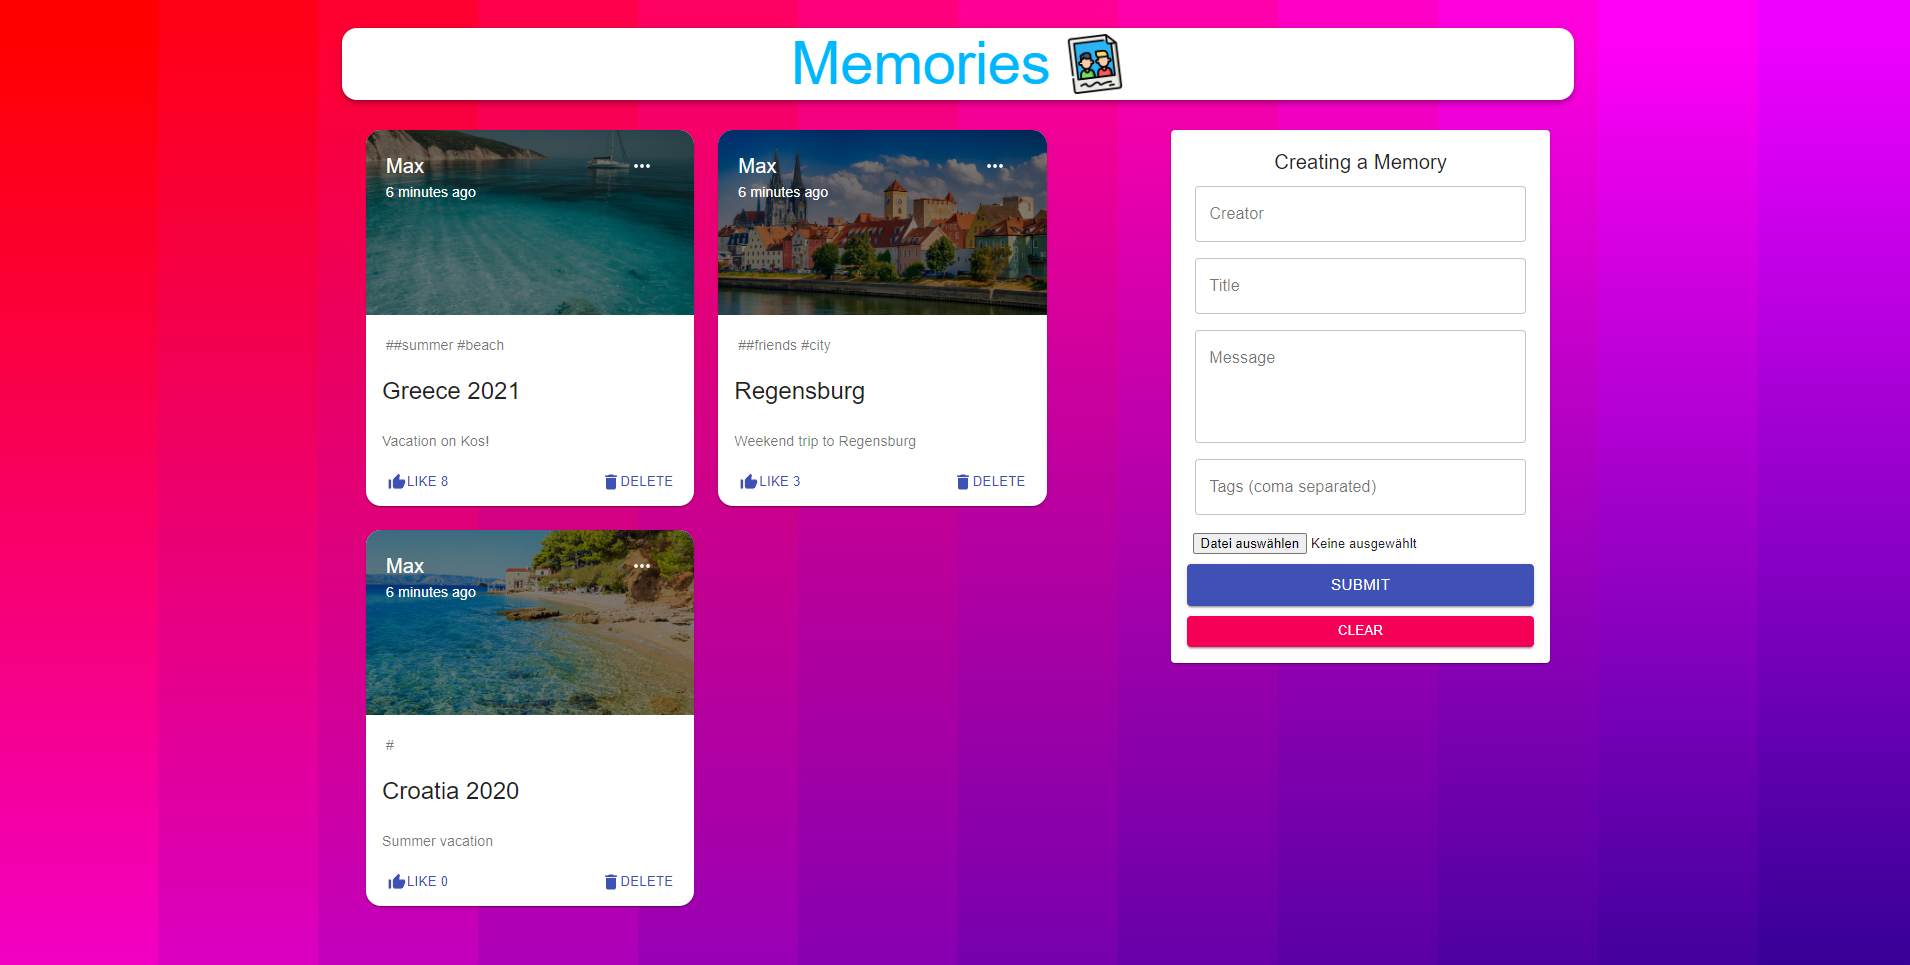 Memories
Max
6 minutes ago
##summer #beach
Greece 2021
Vacation on Kos!
LIKE 8
DELETE
Max
6 minutes ago
##friends #city
Regensburg
Weekend trip to Regensburg
LIKE 3
DELETE
Max
6 minutes ago
#
Croatia 2020
Summer vacation
LIKE 0
DELETE
Creating a Memory
Creator
Title
Message
Tags (coma separated)
Datei auswählen Keine ausgewählt
SUBMIT
CLEAR